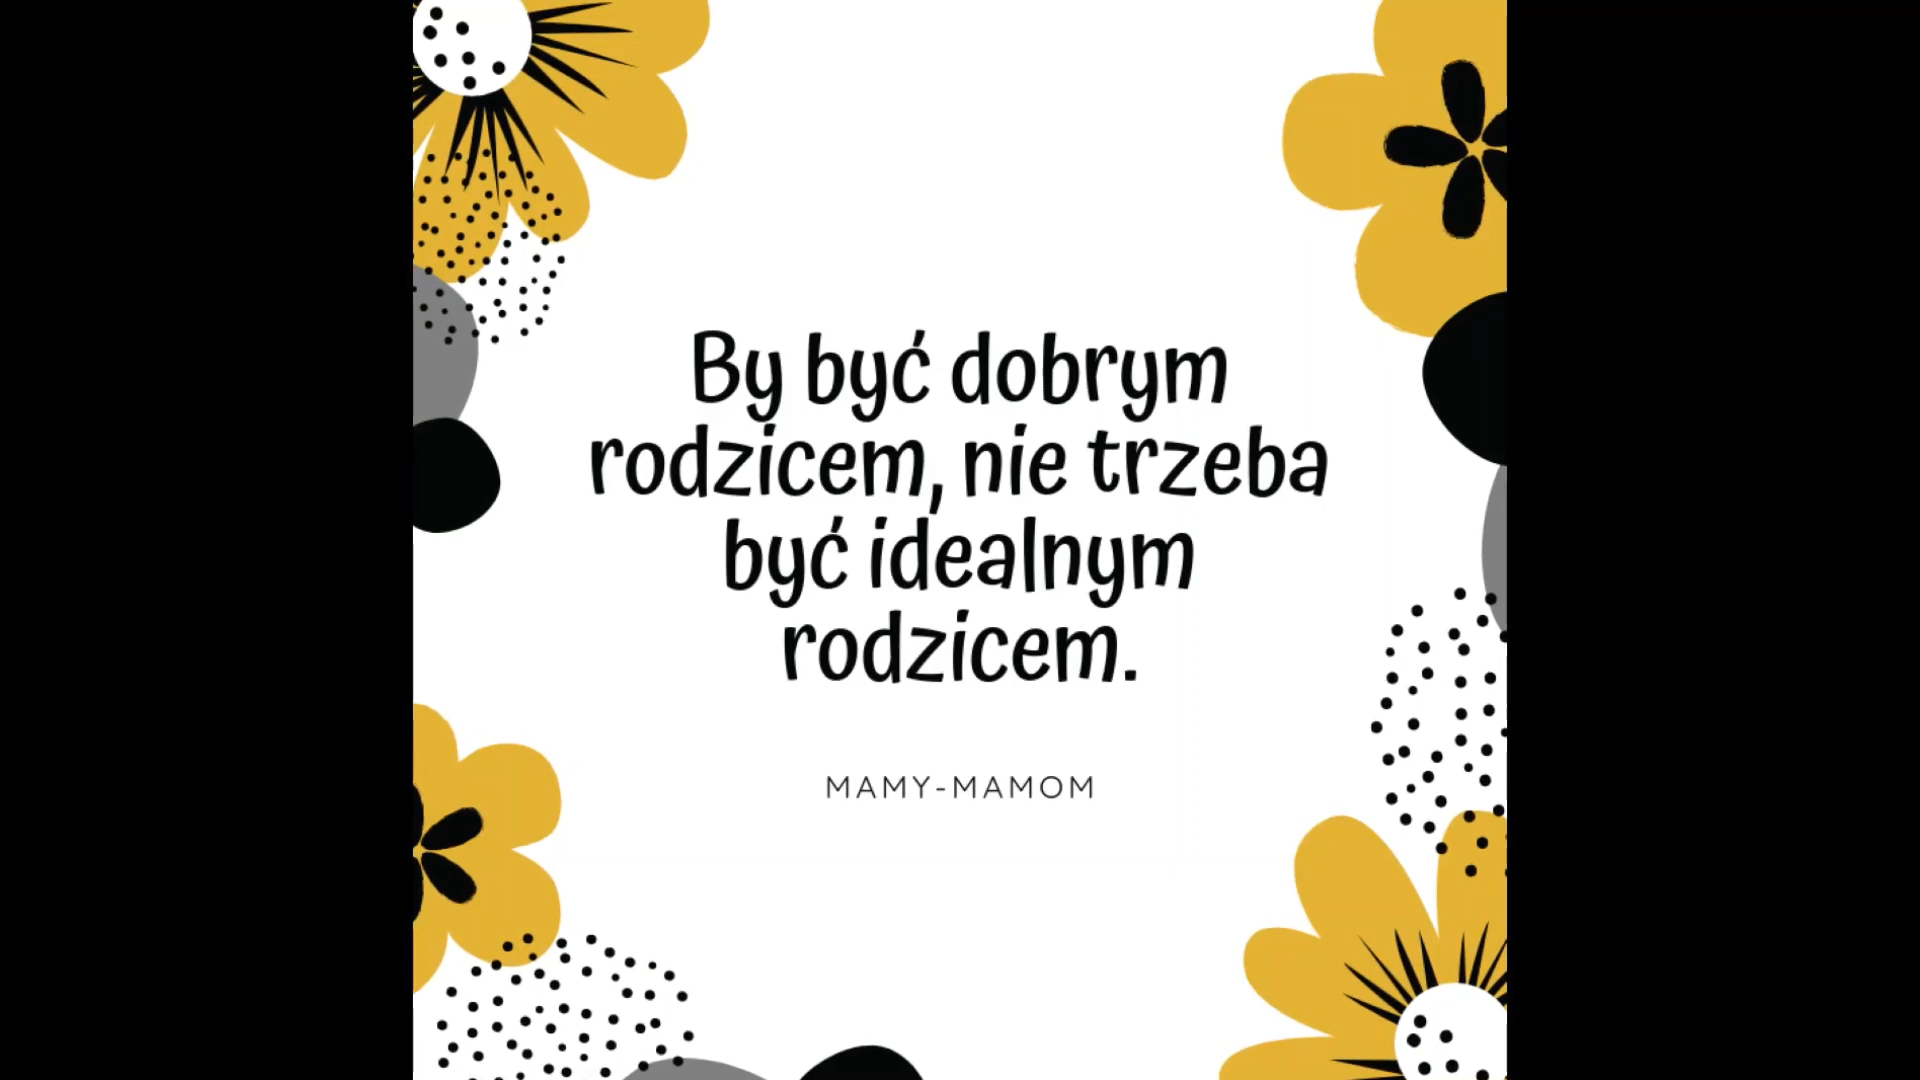 By być dobrym
rodzicem, nie trzeba
być idealnym
rodzicem.
MAMY-MAMOM